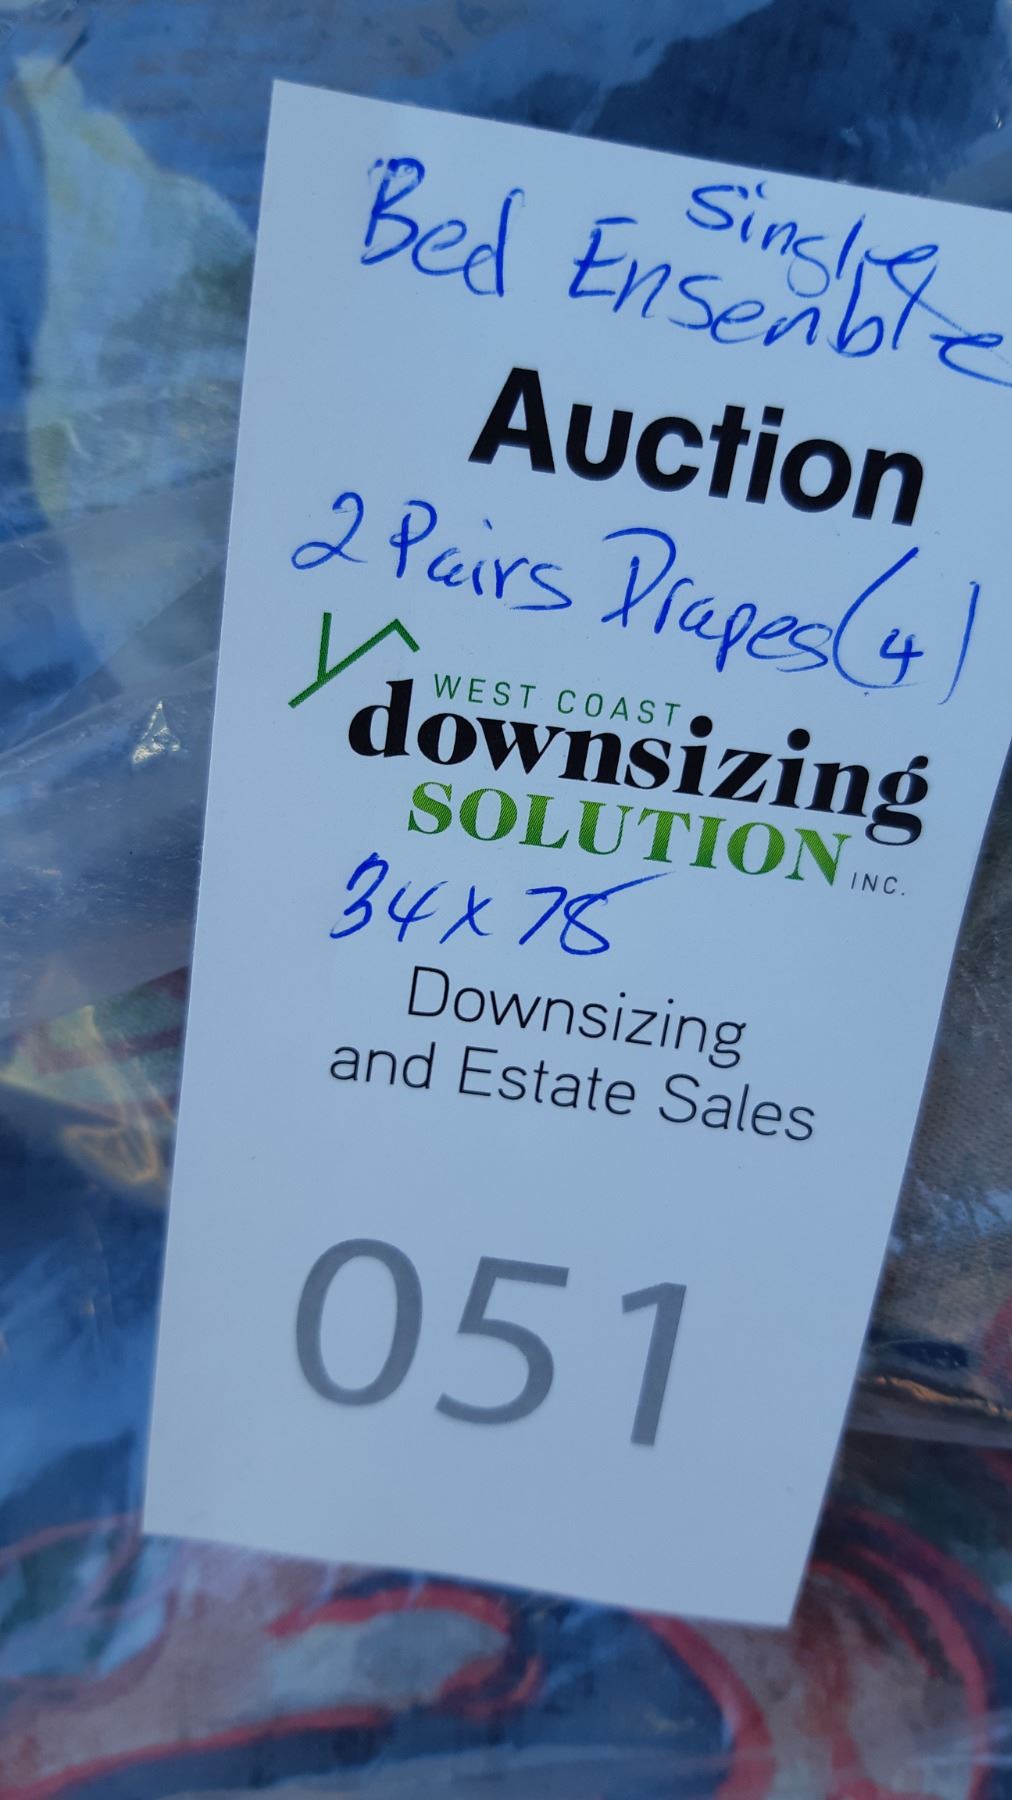 Single
Bed Ensenble
Auction
2 Pairs Drapes (4)
WEST COAST
downsizing
SOLUTION INC.
34 x 78
Downsizing
and Estate Sales
051